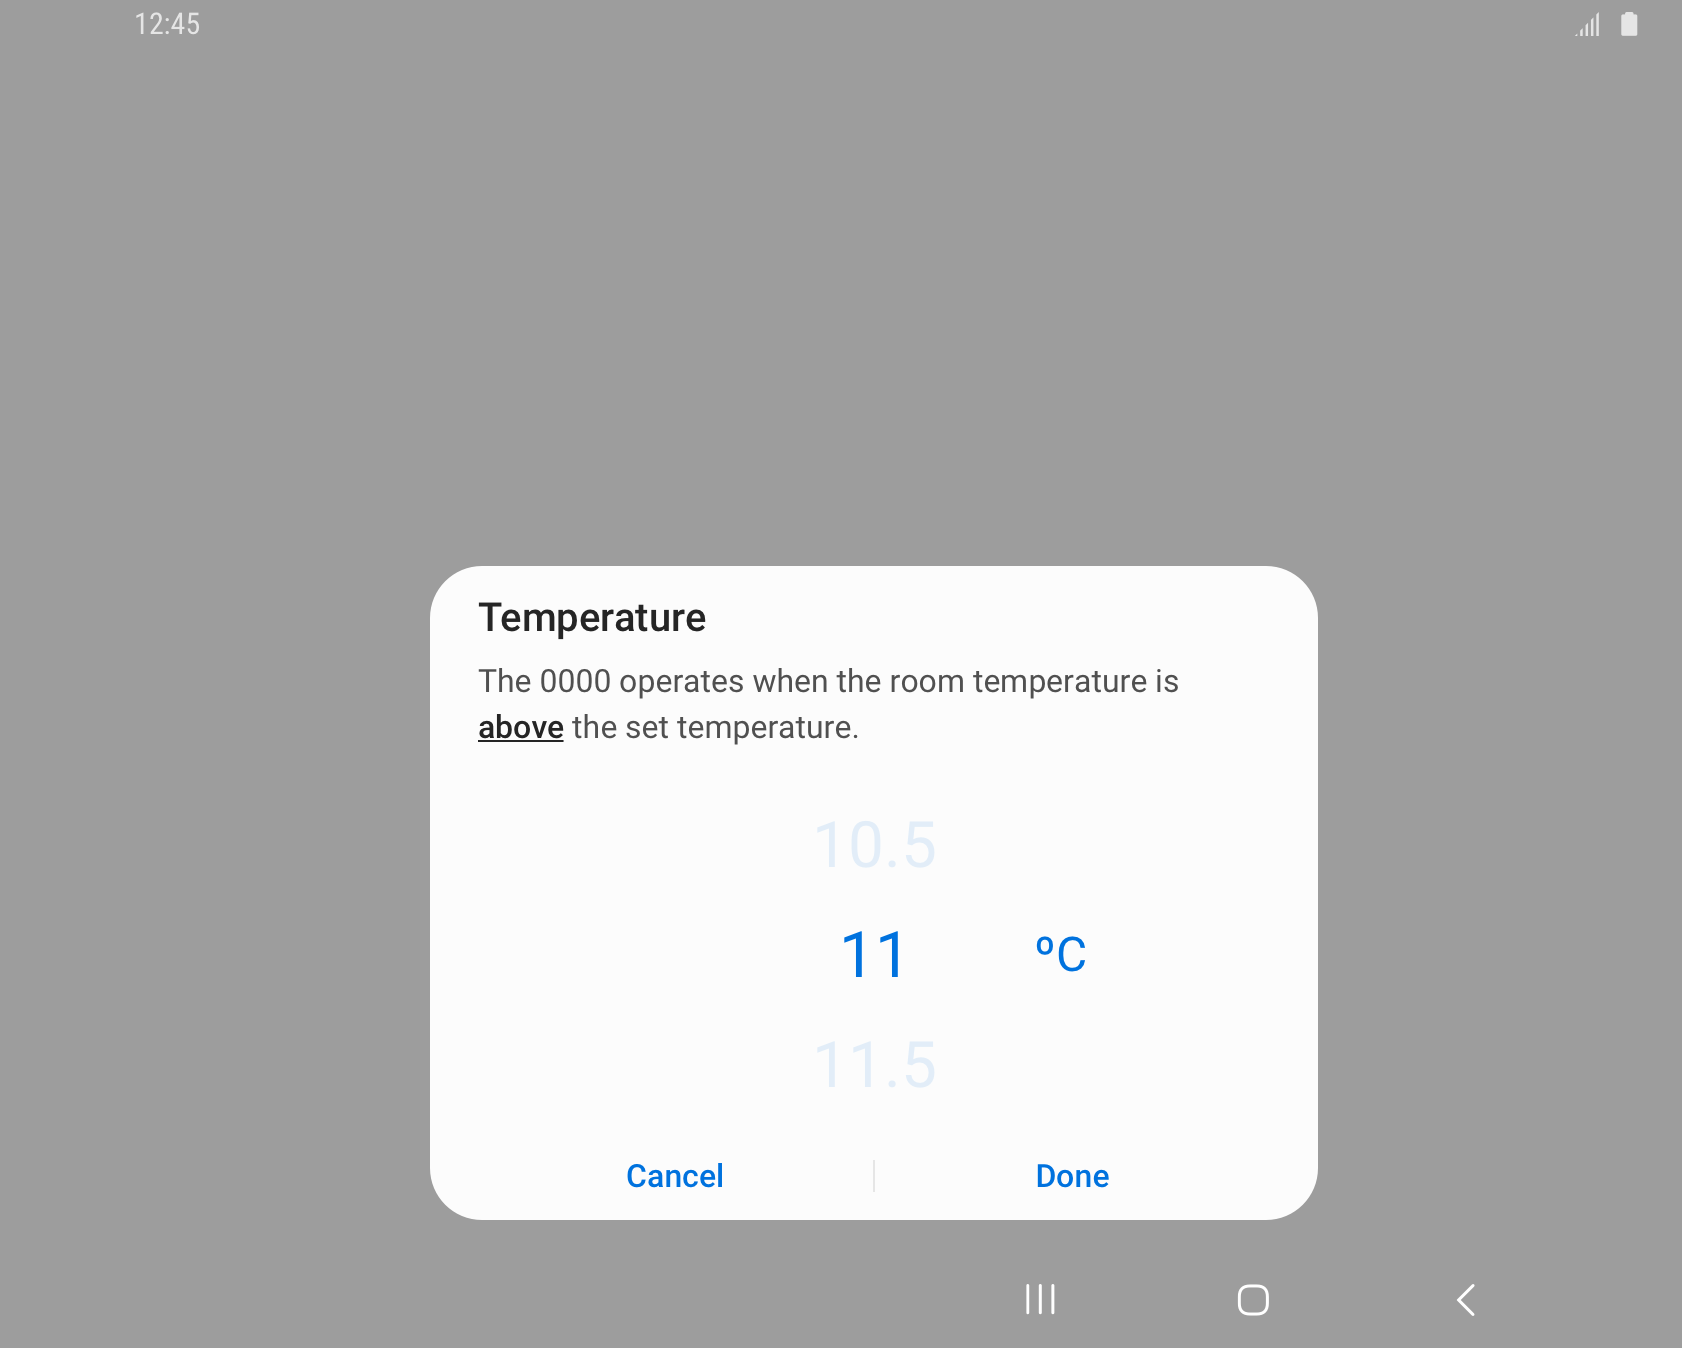 12:45
Temperature
The 0000 operates when the room temperature is
above the set temperature.
10.5
11 ºC
11.5
Cancel
Done